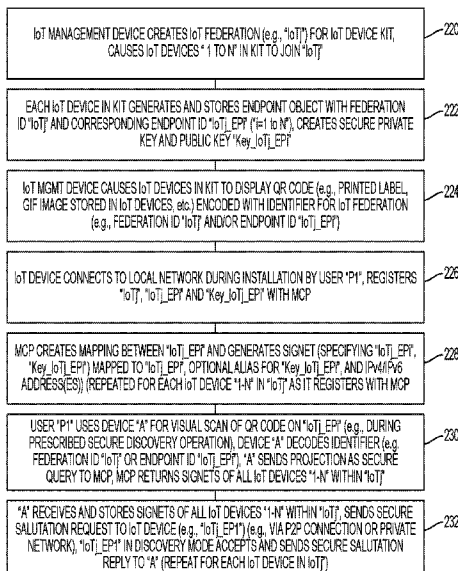 IoT MANAGEMENT DEVICE CREATES IoT FEDERATION (e.g., "IoTj") FOR IoT DEVICE KIT,
CAUSES IoT DEVICES " 1 TO N" IN KIT TO JOIN "IoTj"
220
EACH IoT DEVICE IN KIT GENERATES AND STORES ENDPOINT OBJECT WITH FEDERATION
ID "IoTj" AND CORRESPONDING ENDPOINT ID "IoTj_EPi" ("i=1 to N"), CREATES SECURE PRIVATE
KEY AND PUBLIC KEY "Key_IoTj_EPi"
222
IoT MGMT DEVICE CAUSES IoT DEVICES IN KIT TO DISPLAY QR CODE (e.g., PRINTED LABEL,
GIF IMAGE STORED IN IoT DEVICES, etc.) ENCODED WITH IDENTIFIER FOR IoT FEDERATION
(e.g., FEDERATION ID "IoTj" AND/OR ENDPOINT ID "IoTj_EPi")
224
IoT DEVICE CONNECTS TO LOCAL NETWORK DURING INSTALLATION BY USER "P1", REGISTERS
"IoTj", "IoTj_EPi" AND "Key_IoTj_EPi" WITH MCP
226
MCP CREATES MAPPING BETWEEN "IoTj_EPi" AND GENERATES SIGNET (SPECIFYING "IoTj_EPi",
"Key_IoTj_EPi") MAPPED TO "IoTj_EPi", OPTIONAL ALIAS FOR "Key_IoTj_EPi", AND IPv4/IPv6
ADDRESS(ES)) (REPEATED FOR EACH IoT DEVICE "1-N" IN "IoTj" AS IT REGISTERS WITH MCP
228
USER "P1" USES DEVICE "A" FOR VISUAL SCAN OF QR CODE ON "IoTj_EPi" (e.g., DURING
PRESCRIBED SECURE DISCOVERY OPERATION), DEVICE "A" DECODES IDENTIFIER (e.g.
FEDERATION ID "IoTj" OR ENDPOINT ID "IoTj_EPi"), "A" SENDS PROJECTION AS SECURE
QUERY TO MCP, MCP RETURNS SIGNETS OF ALL IoT DEVICES "1-N" WITHIN "IoTj"
230
"A" RECEIVES AND STORES SIGNETS OF ALL IoT DEVICES "1-N" WITHIN "IoTj", SENDS SECURE
SALUTATION REQUEST TO IoT DEVICE (e.g., "IoTj_EP1") (e.g., VIA P2P CONNECTION OR PRIVATE
NETWORK), "IoTj_EP1" IN DISCOVERY MODE ACCEPTS AND SENDS SECURE SALUTATION
REPLY TO "A" (REPEAT FOR EACH IoT DEVICE IN IoTj)
232